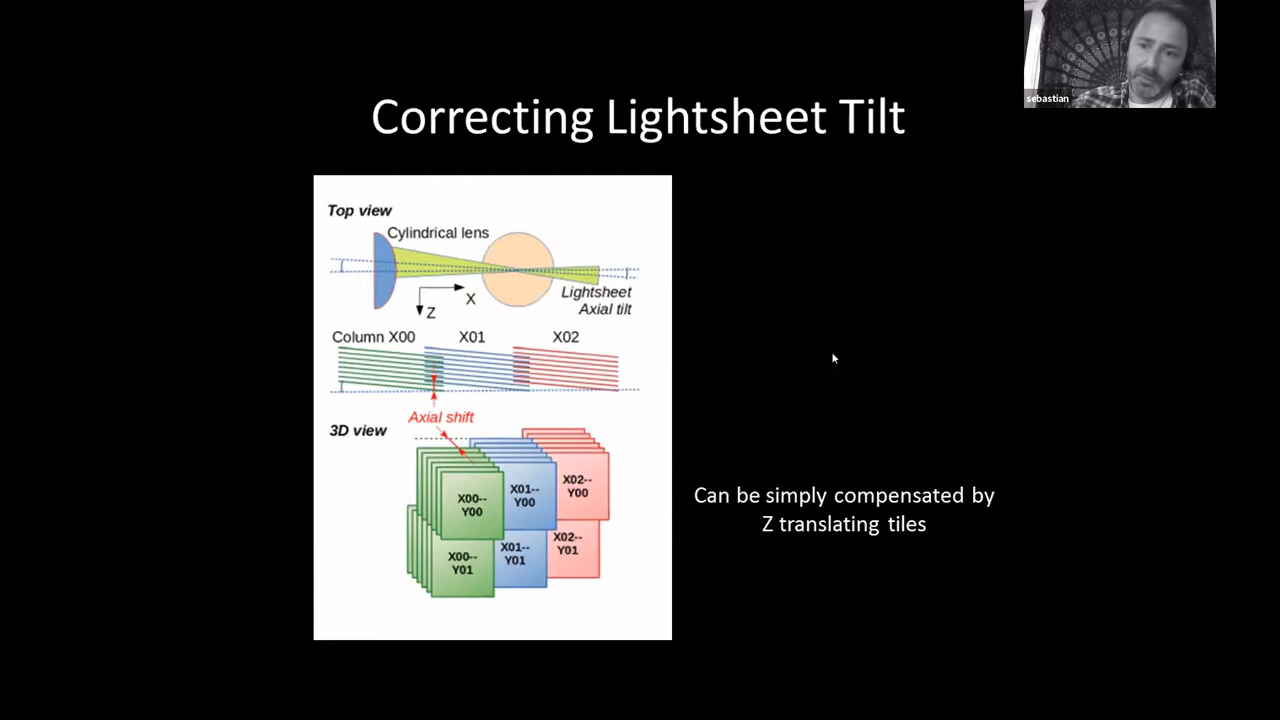 sebastian
Correcting Lightsheet Tilt
Top view
Cylindrical lens
X
Z
Lightsheet
Axial tilt
Column X00 X01 X02
Axial shift
3D view
X00--
Y00
X01--
Y00
X02--
Y00
X00--
Y01
X01--
Y01
X02--
Y01
Can be simply compensated by
Z translating tiles